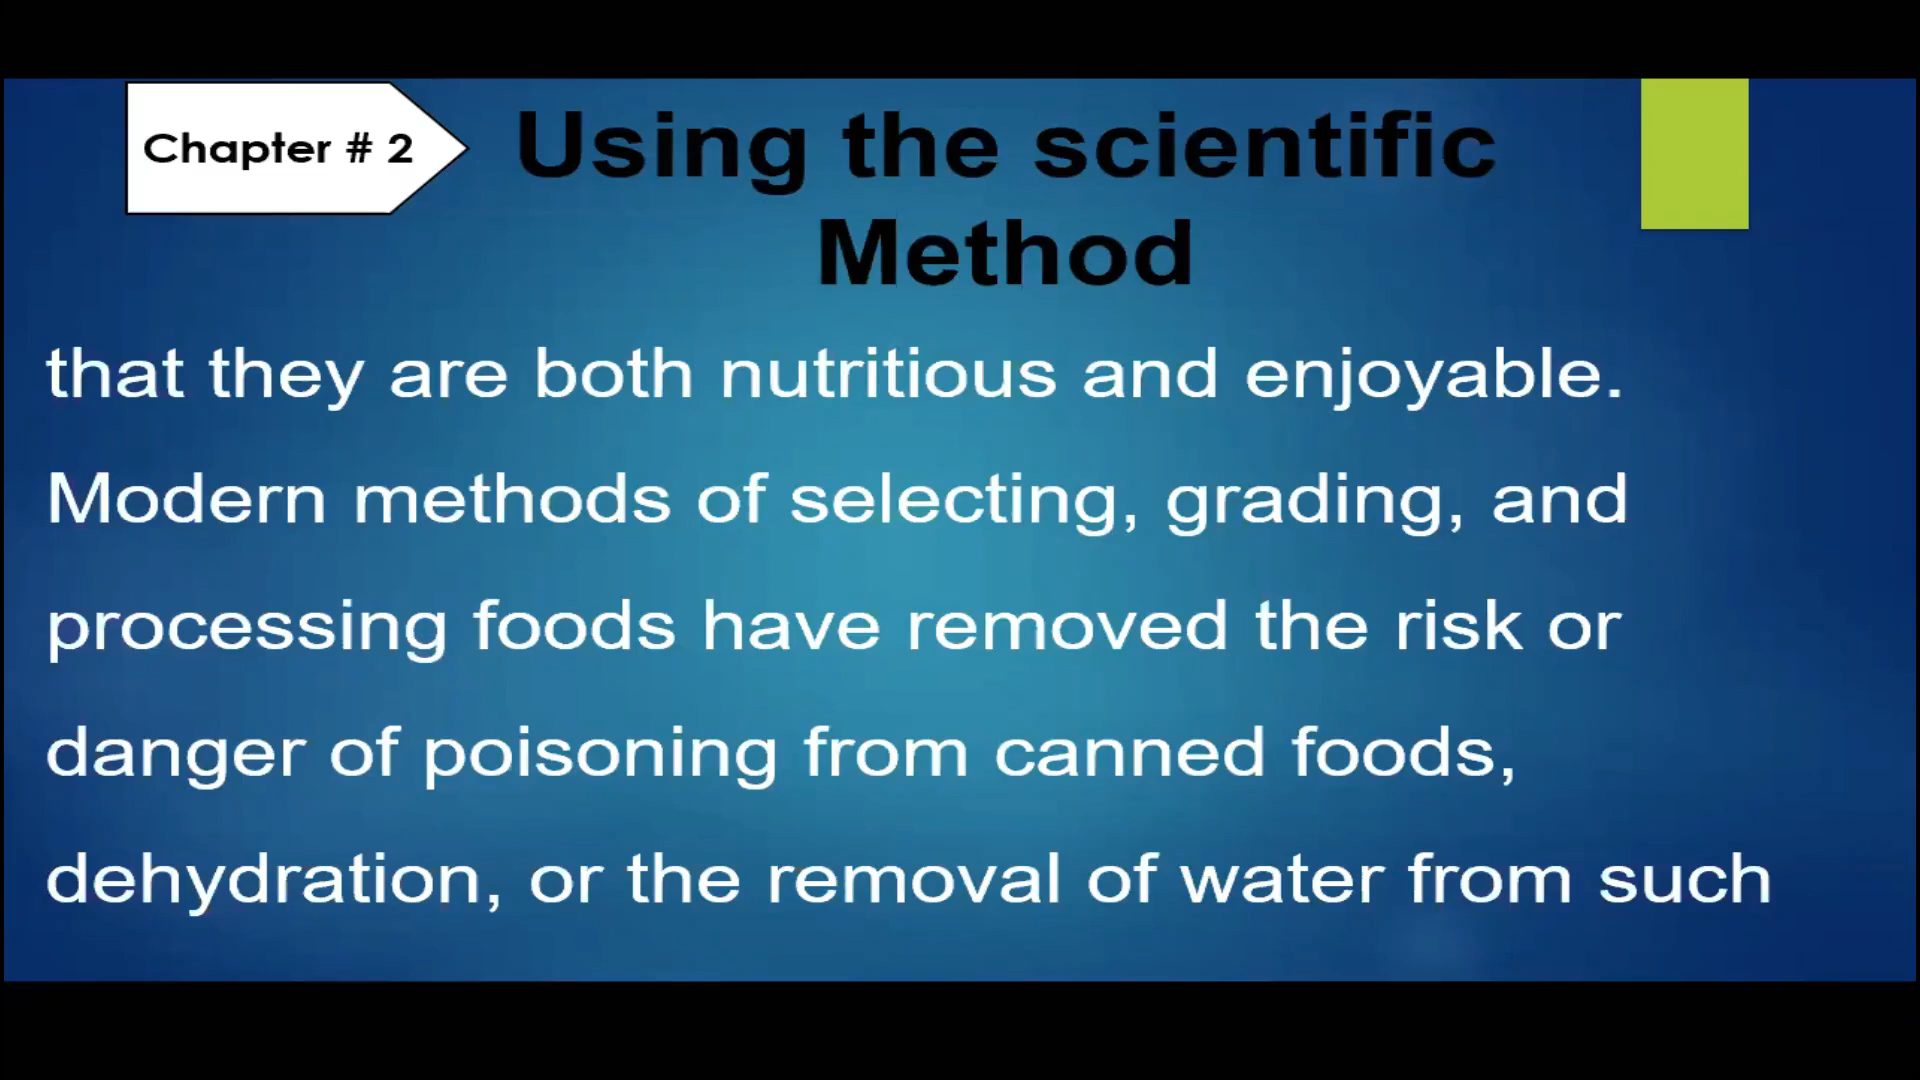 Chapter # 2
Using the scientific
Method
that they are both nutritious and enjoyable.
Modern methods of selecting, grading, and
processing foods have removed the risk or
danger of poisoning from canned foods,
dehydration, or the removal of water from such